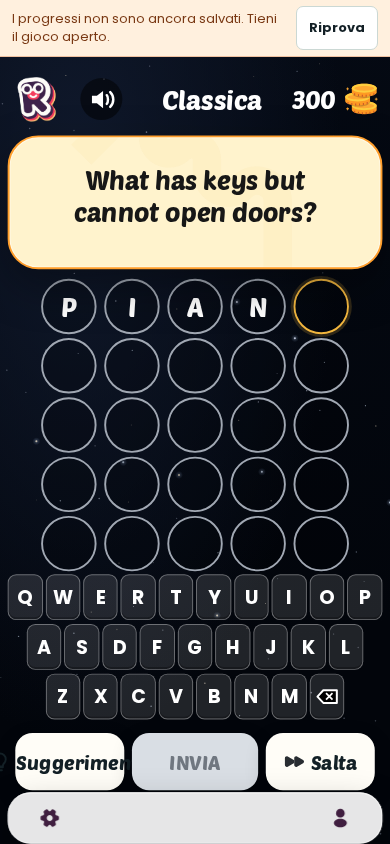 I progressi non sono ancora salvati. Tieni
il gioco aperto.
Riprova
R
Classica
300
What has keys but
cannot open doors?
P I A N
Q W E R T Y U I O P
A S D F G H J K L
Z X C V B N M
Suggerimen
INVIA
Salta